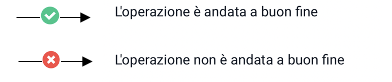 L'operazione è andata a buon fine
L'operazione non è andata a buon fine